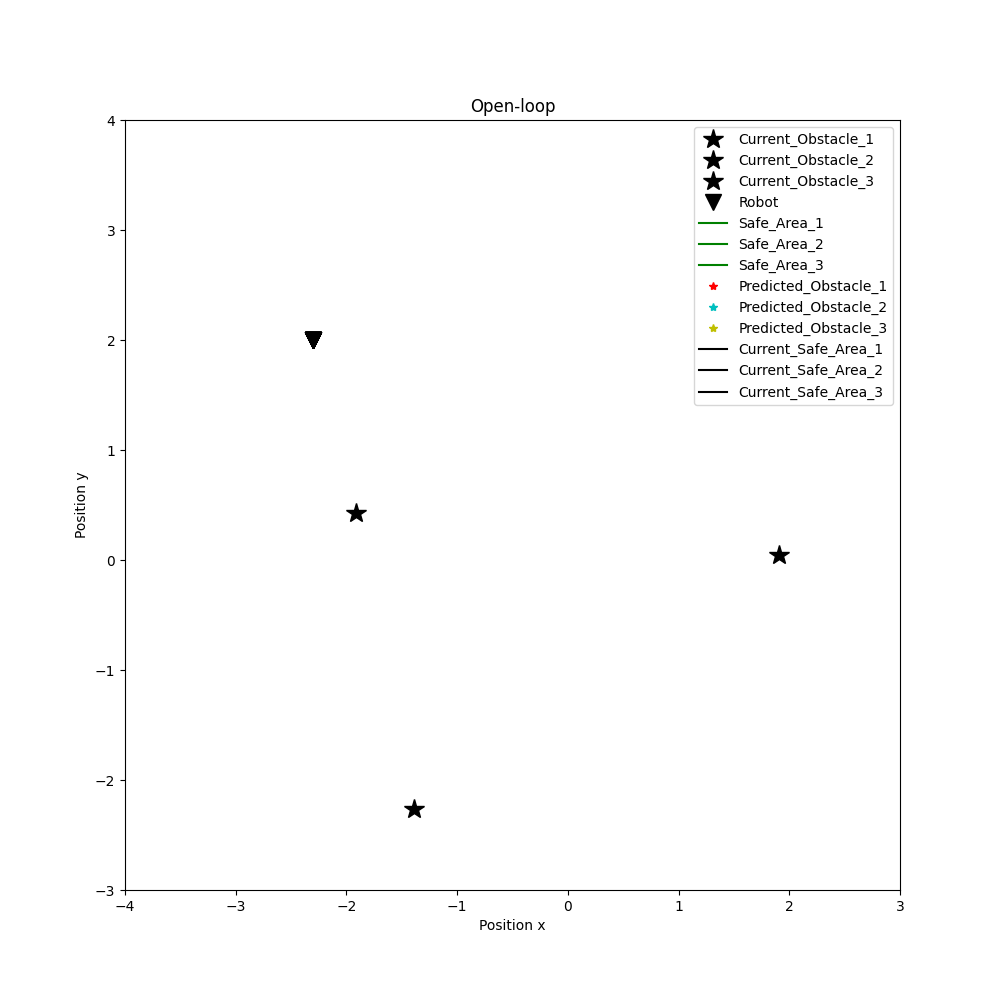 Open-loop
Current_Obstacle_1
Current_Obstacle_2
Current_Obstacle_3
Robot
Safe_Area_1
Safe_Area_2
Safe_Area_3
Predicted_Obstacle_1
Predicted_Obstacle_2
Predicted_Obstacle_3
Current_Safe_Area_1
Current_Safe_Area_2
Current_Safe_Area_3
4
3
2
1
0
−1
−2
−3
Position y
−4 −3 −2 −1 0 1 2 3
Position x